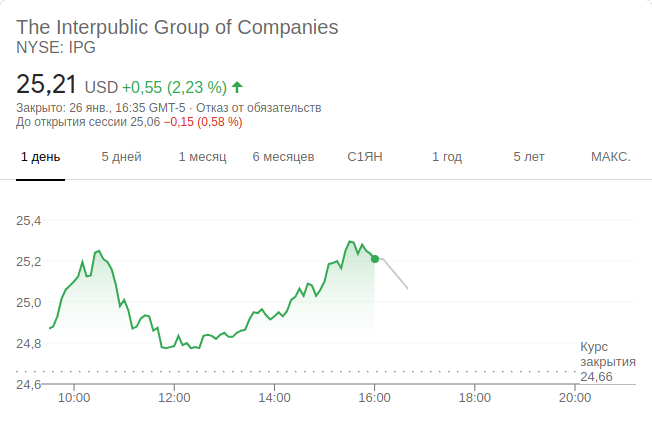 The Interpublic Group of Companies
NYSE: IPG
25,21 USD +0,55 (2,23 %)
Закрыто: 26 янв., 16:35 GMT-5 · Отказ от обязательств
До открытия сессии 25,06 −0,15 (0,58 %)
1 день 5 дней 1 месяц 6 месяцев С1ЯН 1 год 5 лет МАКС.
25,4
25,2
25,0
24,8
24,6
Курс
закрытия
24,66
10:00 12:00 14:00 16:00 18:00 20:00